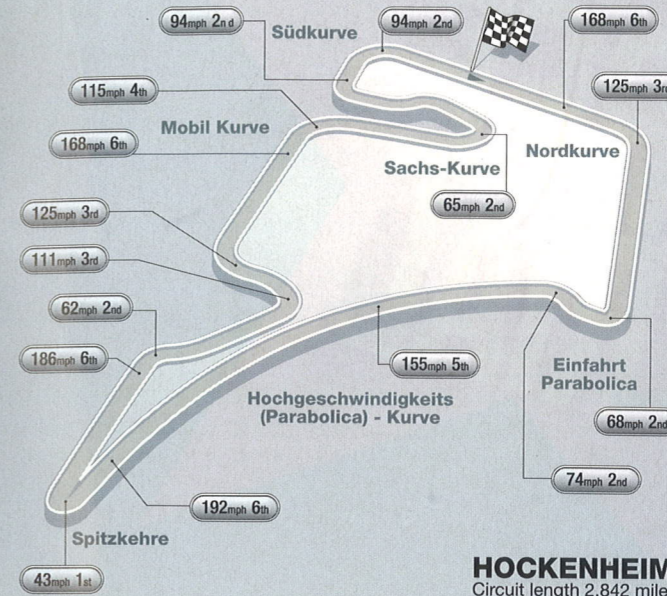 94mph 2nd
Südkurve
94mph 2nd
168mph 6th
125mph 3rd
115mph 4th
Mobil Kurve
168mph 6th
Nordkurve
Sachs-Kurve
65mph 2nd
125mph 3rd
111mph 3rd
62mph 2nd
186mph 6th
155mph 5th
Einfahrt
Parabolica
Hochgeschwindigkeits
(Parabolica) - Kurve
68mph 2nd
74mph 2nd
192mph 6th
Spitzkehre
43mph 1st
HOCKENHEIM
Circuit length 2.842 mile